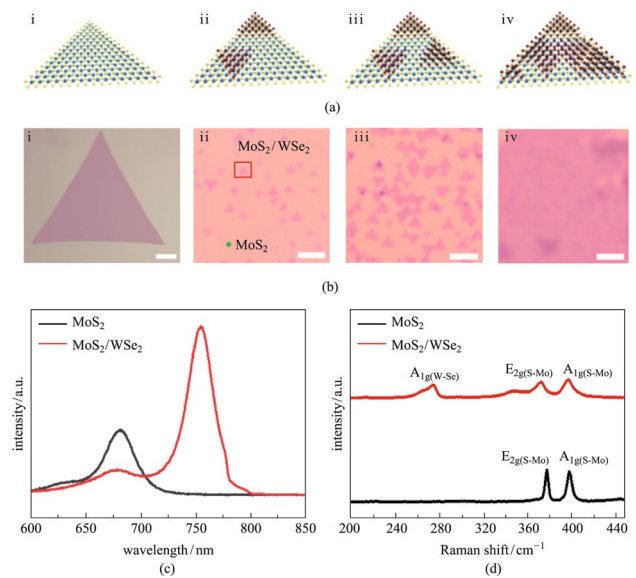 i ii iii iv
(a)
i ii iii iv
MoS₂/WSe₂
MoS₂
(b)
MoS₂
MoS₂/WSe₂
intensity/a.u.
600 650 700 750 800 850
wavelength/nm
(c)
MoS₂
MoS₂/WSe₂
A₁g(W-Se) E₂g(S-Mo) A₁g(S-Mo)
E₂g(S-Mo) A₁g(S-Mo)
intensity/a.u.
200 240 280 320 360 400 440
Raman shift/cm⁻¹
(d)